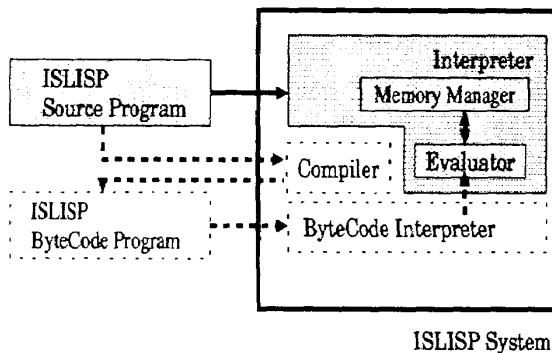 ISLISP
Source Program
Interpreter
Memory Manager
Evaluator
Compiler
ISLISP
ByteCode Program
ByteCode Interpreter
ISLISP System